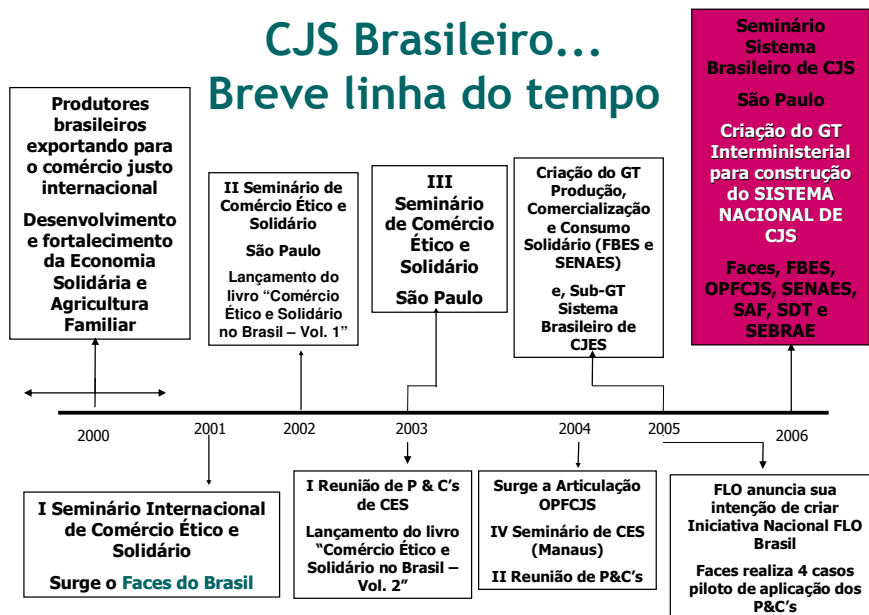 CJS Brasileiro...
Breve linha do tempo
Produtores
brasileiros
exportando para
o comércio justo
internacional
Desenvolvimento
e fortalecimento
da Economia
Solidária e
Agricultura
Familiar
II Seminário de
Comércio Ético e
Solidário
São Paulo
Lançamento do
livro “Comércio
Ético e Solidário
no Brasil – Vol. 1”
III
Seminário
de Comércio
Ético e
Solidário
São Paulo
Criação do GT
Produção,
Comercialização
e Consumo
Solidário (FBES e
SENAES)
e, Sub-GT
Sistema
Brasileiro de
CJES
Seminário
Sistema
Brasileiro de CJS
São Paulo
Criação do GT
Interministerial
para construção
do SISTEMA
NACIONAL DE
CJS
Faces, FBES,
OPFCJS, SENAES,
SAF, SDT e
SEBRAE
2000
2001
2002
2003
2004
2005
2006
I Seminário Internacional
de Comércio Ético e
Solidário
Surge o Faces do Brasil
I Reunião de P & C’s
de CES
Lançamento do livro
“Comércio Ético e
Solidário no Brasil –
Vol. 2”
Surge a Articulação
OPFCJS
IV Seminário de CES
(Manaus)
II Reunião de P&C’s
FLO anuncia sua
intenção de criar
Iniciativa Nacional FLO
Brasil
Faces realiza 4 casos
piloto de aplicação dos
P&C’s